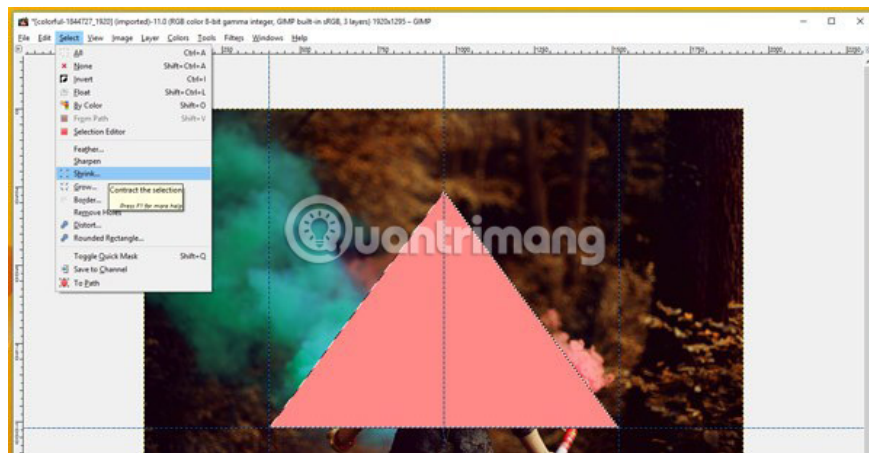 *[colorful-1844727_1920] (imported)-11.0 (RGB color 8-bit gamma integer, GIMP built-in sRGB, 3 layers) 1920x1295 – GIMP
File Edit Select View Image Layer Colors Tools Filters Windows Help
All Ctrl+A
None Shift+Ctrl+A
Invert Ctrl+I
Float Shift+Ctrl+L
By Color Shift+O
From Path Shift+V
Selection Editor
Feather...
Sharpen
Shrink...
Grow...
Contract the selection
Border...
Press F1 for more help
Remove Holes
Distort...
Rounded Rectangle...
Toggle Quick Mask Shift+Q
Save to Channel
To Path
Quantrimang